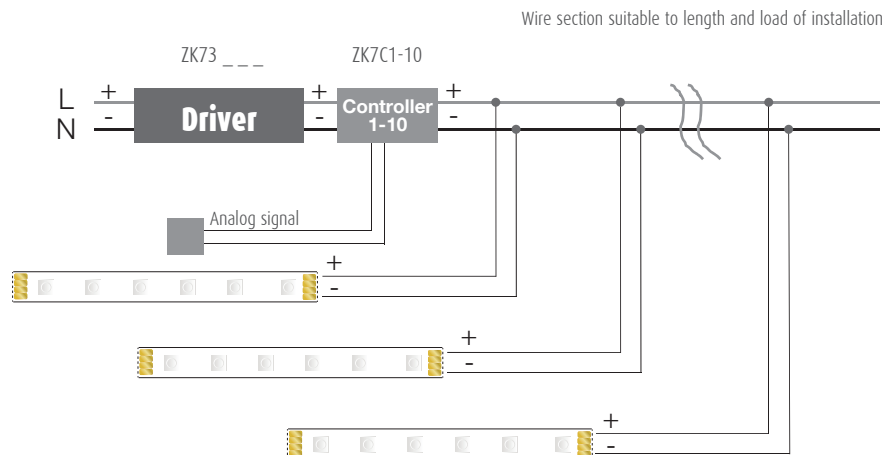 Wire section suitable to length and load of installation
ZK73 _ _ _ ZK7C1-10
L + + +
Driver Controller
1-10
N - - -
Analog signal
+
-
+
-
+
-